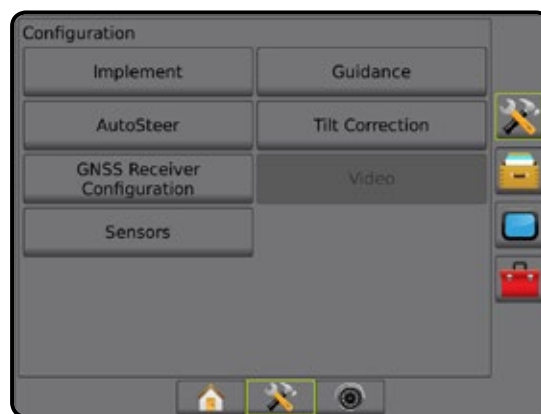 Configuration
Implement
Guidance
AutoSteer
Tilt Correction
GNSS Receiver
Configuration
Video
Sensors